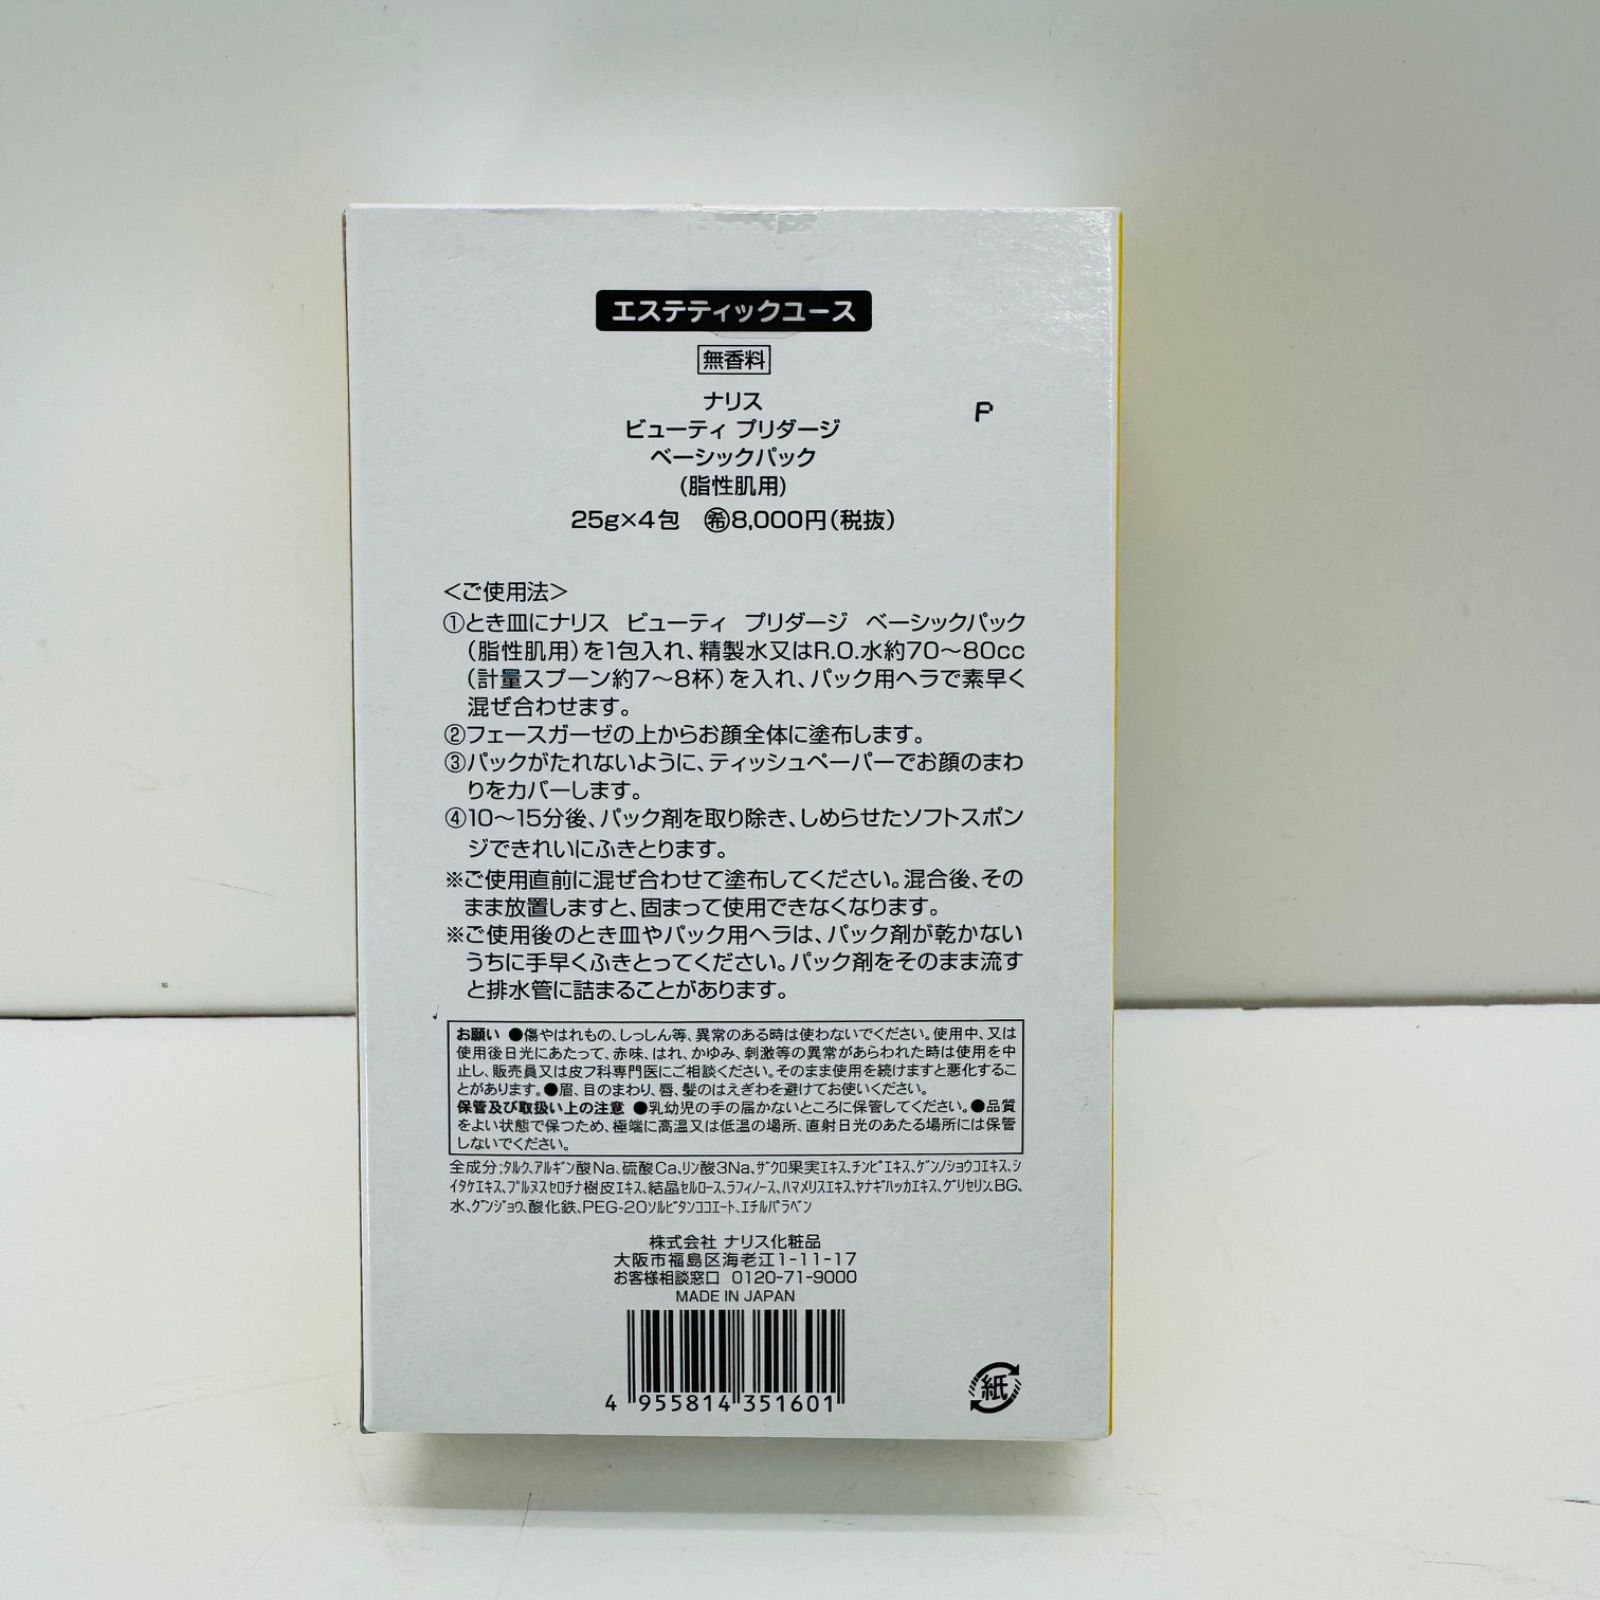 エステティックユース
無香料
ナリス
ビューティ プリダージ
ベーシックパック
(脂性肌用)
25g×4包 ㊒8,000円(税抜)
P
＜ご使用法＞
①とき皿にナリス ビューティ プリダージ ベーシックパック
(脂性肌用)を1包入れ、精製水又はR.O.水約70〜80cc
(計量スプーン約7〜8杯)を入れ、パック用ヘラで素早く
混ぜ合わせます。
②フェースガーゼの上からお顔全体に塗布します。
③パックがたれないように、ティッシュペーパーでお顔のまわ
りをカバーします。
④10〜15分後、パック剤を取り除き、しめらせたソフトスポン
ジできれいにふきとります。
※ご使用直前に混ぜ合わせて塗布してください。混合後、その
まま放置しますと、固まって使用できなくなります。
※ご使用後のとき皿やパック用ヘラは、パック剤が乾かない
うちに手早くふきとってください。パック剤をそのまま流す
と排水管に詰まることがあります。
お願い ●傷やはれもの、しっしん等、異常のある時は使わないでください。使用中、又は
使用後日光にあたって、赤味、はれ、かゆみ、刺激等の異常があらわれた時は使用を中
止し、販売員又は皮フ科専門医にご相談ください。そのまま使用を続けますと悪化するこ
とがあります。●眉、目のまわり、唇、髪のはえぎわを避けてお使いください。
保管及び取扱い上の注意 ●乳幼児の手の届かないところに保管してください。●品質
をよい状態で保つため、極端に高温又は低温の場所、直射日光のあたる場所には保管
しないでください。
全成分;タルク、アルギン酸Na、硫酸Ca、リン酸3Na、ザクロ果実エキス、チンピエキス、ゲンノショウコエキス、シ
イタケエキス、プルヌスセロチナ樹皮エキス、結晶セルロース、ラフィノース、ハマメリスエキス、ヤナギハッカエキス、グリセリン、BG、
水、グンジョウ、酸化鉄、PEG-20ソルビタンココエート、エチルパラベン
株式会社 ナリス化粧品
大阪市福島区海老江1-11-17
お客様相談窓口 0120-71-9000
MADE IN JAPAN
4 955814 351601
紙